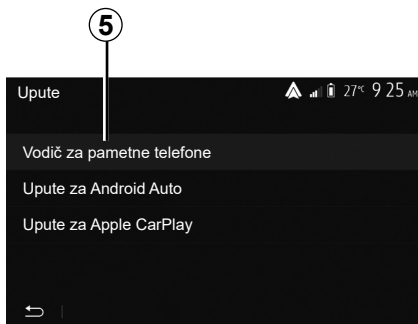 5
Upute
27°C 9 25 AM
Vodič za pametne telefone
Upute za Android Auto
Upute za Apple CarPlay